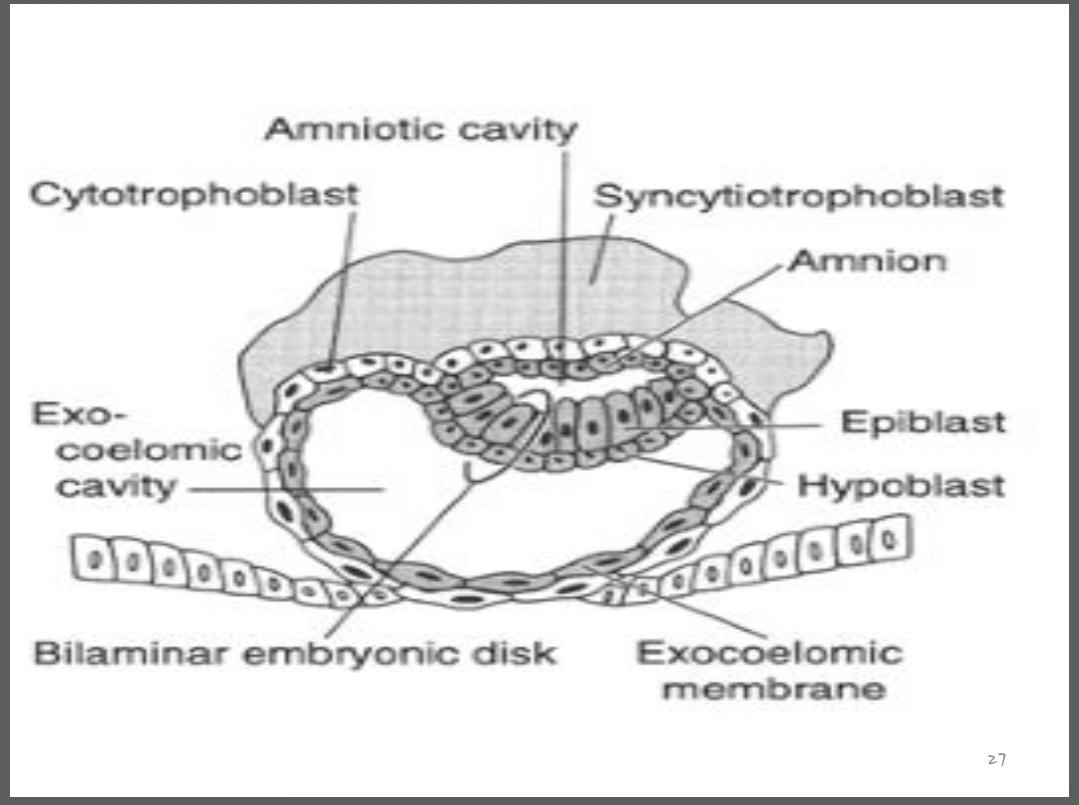 Amniotic cavity
Cytotrophoblast
Syncytiotrophoblast
Amnion
Exo-
coelomic
cavity
Epiblast
Hypoblast
Bilaminar embryonic disk
Exocoelomic
membrane
27